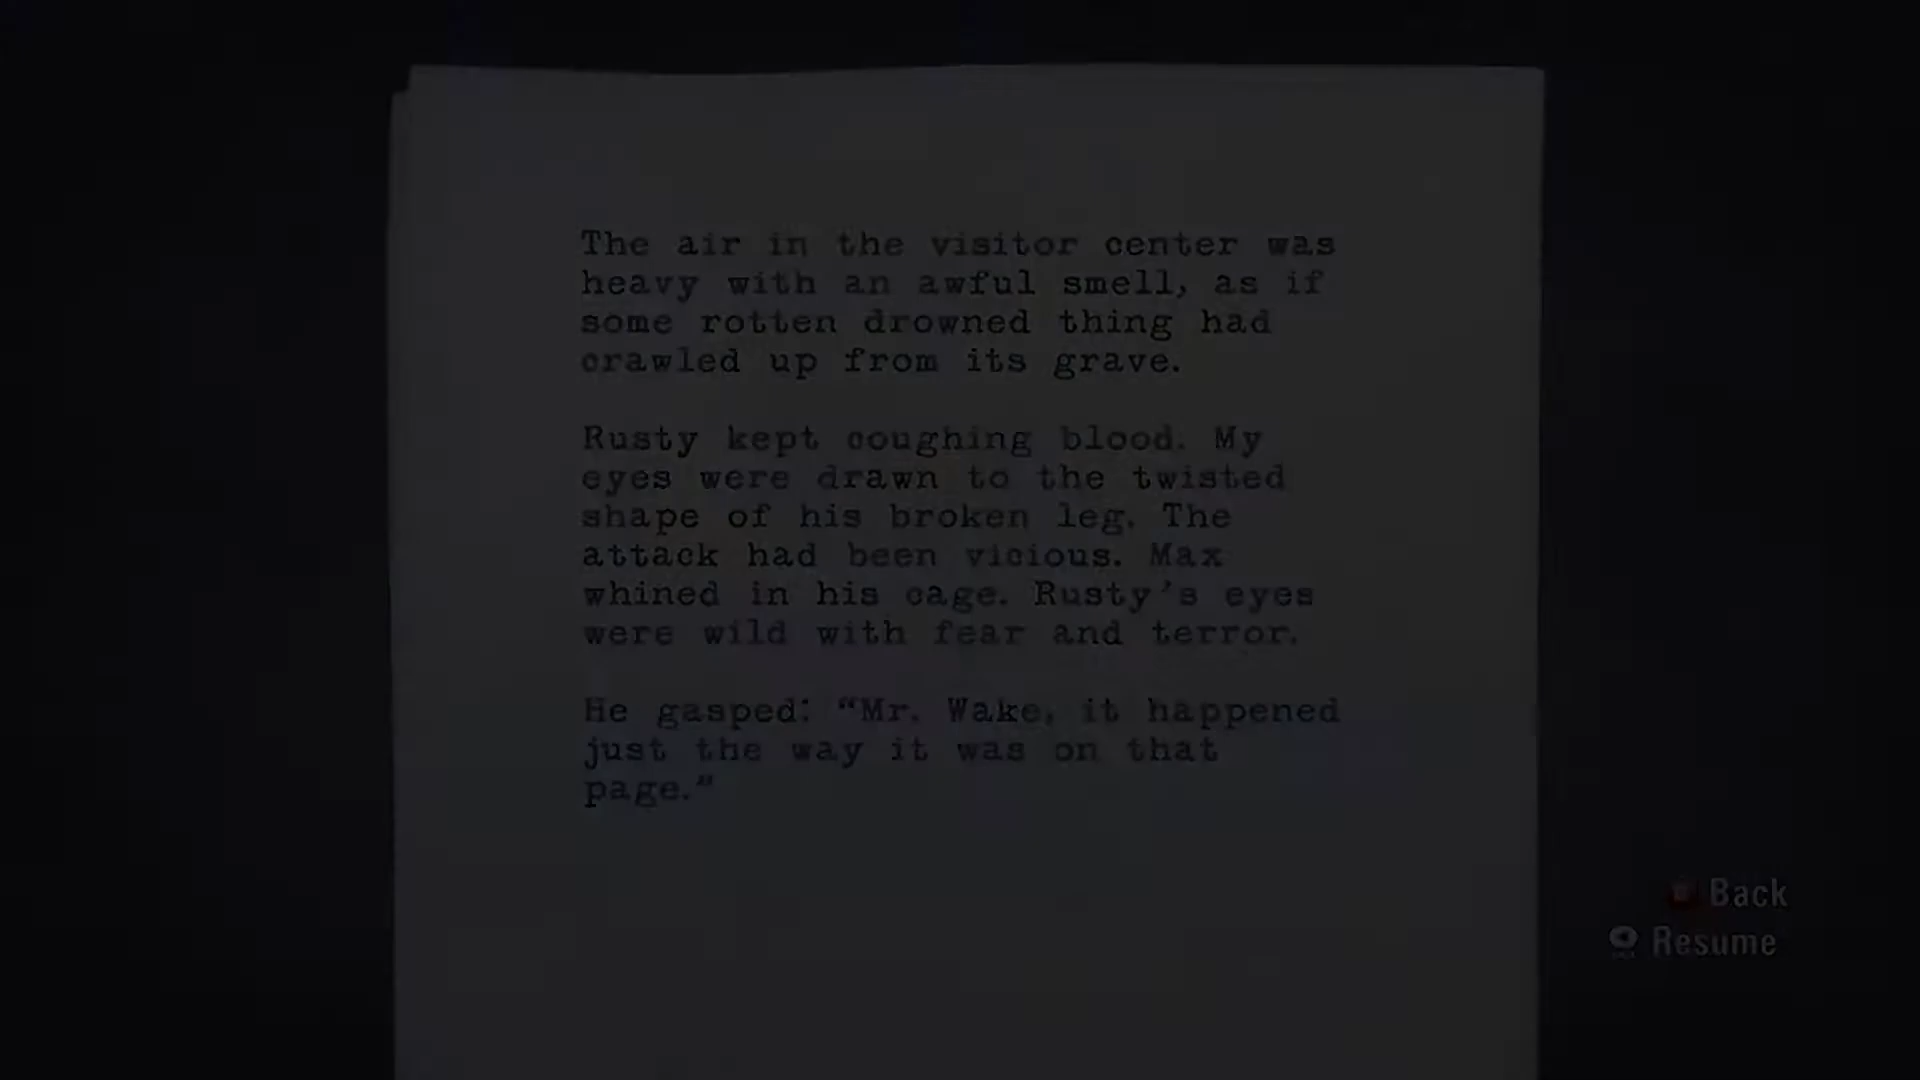 The air in the visitor center was
heavy with an awful smell, as if
some rotten drowned thing had
crawled up from its grave.
Rusty kept coughing blood. My
eyes were drawn to the twisted
shape of his broken leg. The
attack had been vicious. Max
whined in his cage. Rusty's eyes
were wild with fear and terror.
He gasped: “Mr. Wake, it happened
just the way it was on that
page.”
Back
Resume